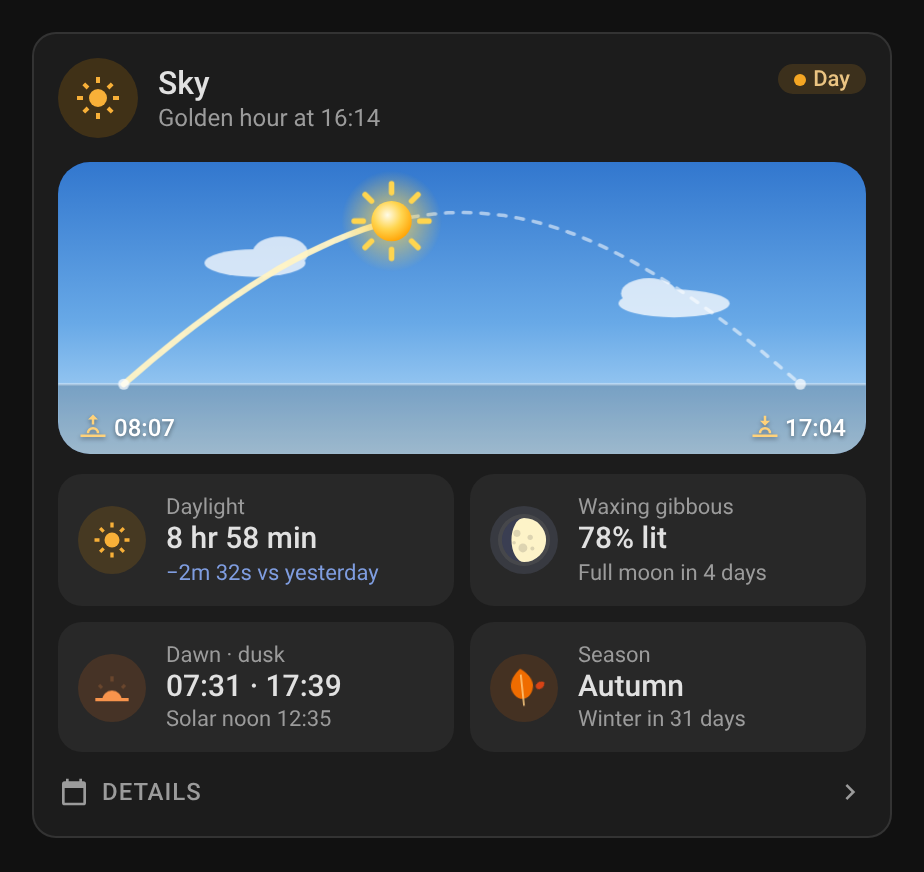 Sky
Golden hour at 16:14
Day
08:07
17:04
Daylight
8 hr 58 min
−2m 32s vs yesterday
Waxing gibbous
78% lit
Full moon in 4 days
Dawn · dusk
07:31 · 17:39
Solar noon 12:35
Season
Autumn
Winter in 31 days
DETAILS